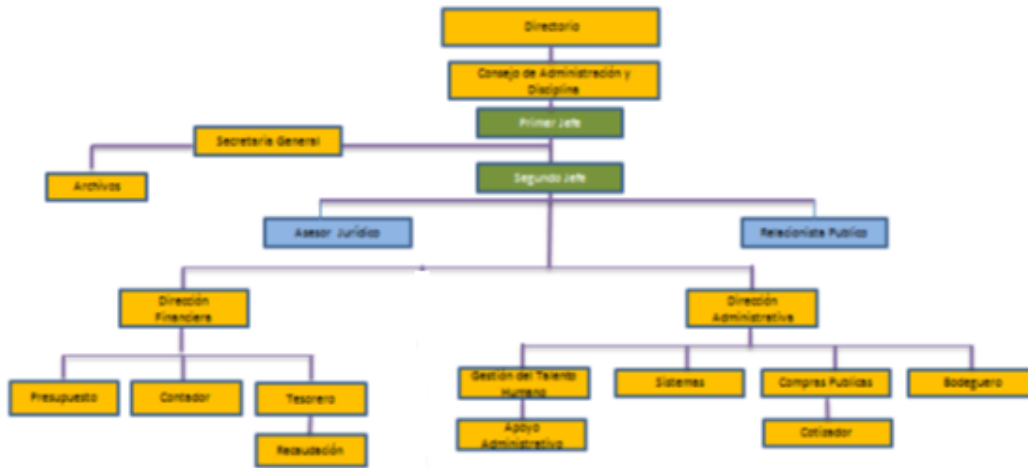 Directorio
Consejo de Administración y
Disciplina
Primer Jefe
Secretaría General
Archivos
Segundo Jefe
Asesor Jurídico
Relacionista Publico
Dirección
Financiera
Dirección
Administrativa
Presupuesto
Contador
Tesorero
Gestión del Talento
Humano
Sistemas
Compras Publicas
Bodeguero
Recaudación
Apoyo
Administrativo
Cotizador